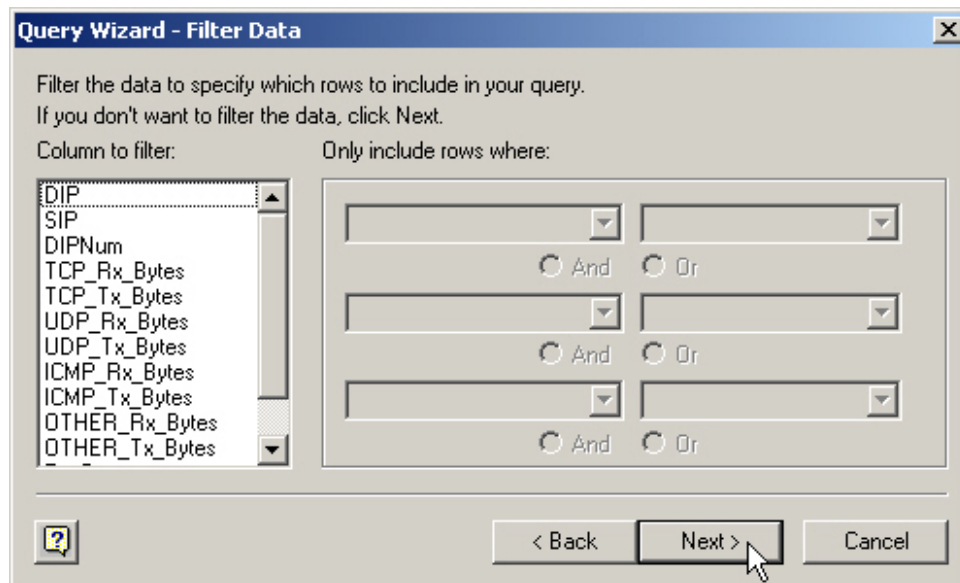 Query Wizard - Filter Data
Filter the data to specify which rows to include in your query.
If you don't want to filter the data, click Next.
Column to filter:
Only include rows where:
DIP
SIP
DIPNum
TCP_Rx_Bytes
TCP_Tx_Bytes
UDP_Rx_Bytes
UDP_Tx_Bytes
ICMP_Rx_Bytes
ICMP_Tx_Bytes
OTHER_Rx_Bytes
OTHER_Tx_Bytes
And Or
And Or
And Or
? < Back Next > Cancel